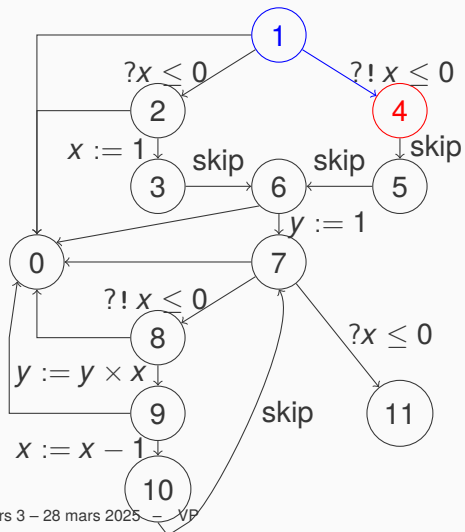 1
?x ≤ 0
?! x ≤ 0
2
4
x := 1
skip
skip
skip
3
6
5
y := 1
0
7
?! x ≤ 0
8
?x ≤ 0
y := y × x
9
skip
11
x := x − 1
10
rs 3 – 28 mars 2025 – VP